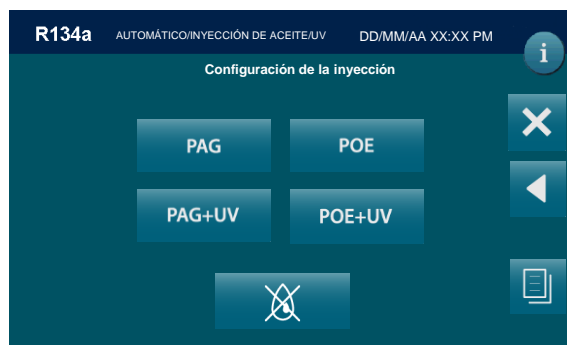 R134a AUTOMÁTICO/INYECCIÓN DE ACEITE/UV DD/MM/AA XX:XX PM
i
Configuración de la inyección
PAG POE
PAG+UV POE+UV